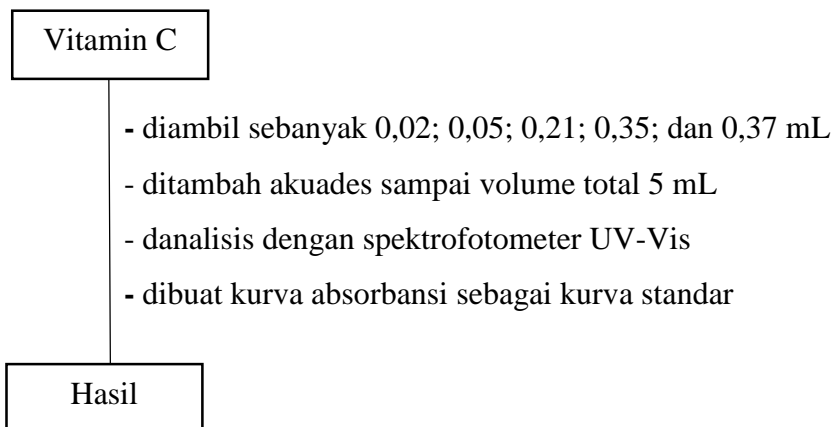 Vitamin C
- diambil sebanyak 0,02; 0,05; 0,21; 0,35; dan 0,37 mL
- ditambah akuades sampai volume total 5 mL
- danalisis dengan spektrofotometer UV-Vis
- dibuat kurva absorbansi sebagai kurva standar
Hasil